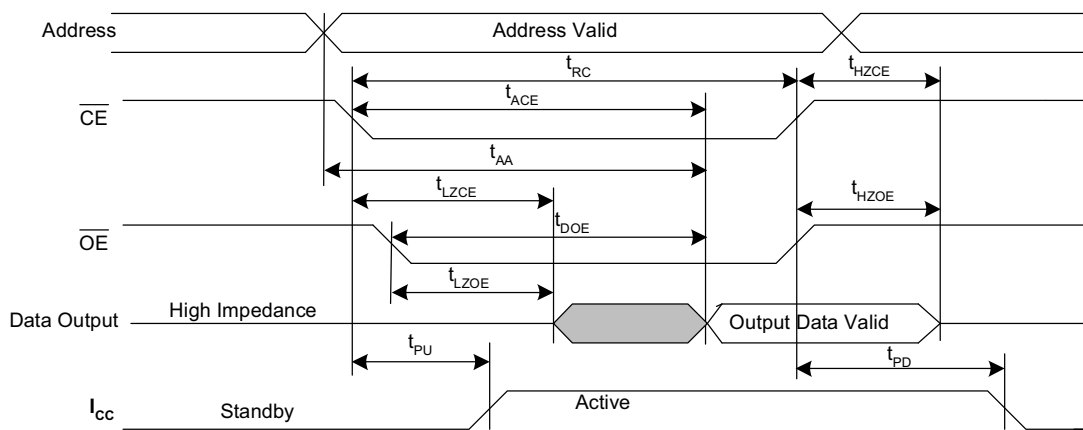 Address
Address Valid
tRC
tHZCE
tACE
CE
tAA
tLZCE
tHZOE
OE
tDOE
tLZOE
Data Output
High Impedance
Output Data Valid
tPU
tPD
ICC
Standby
Active